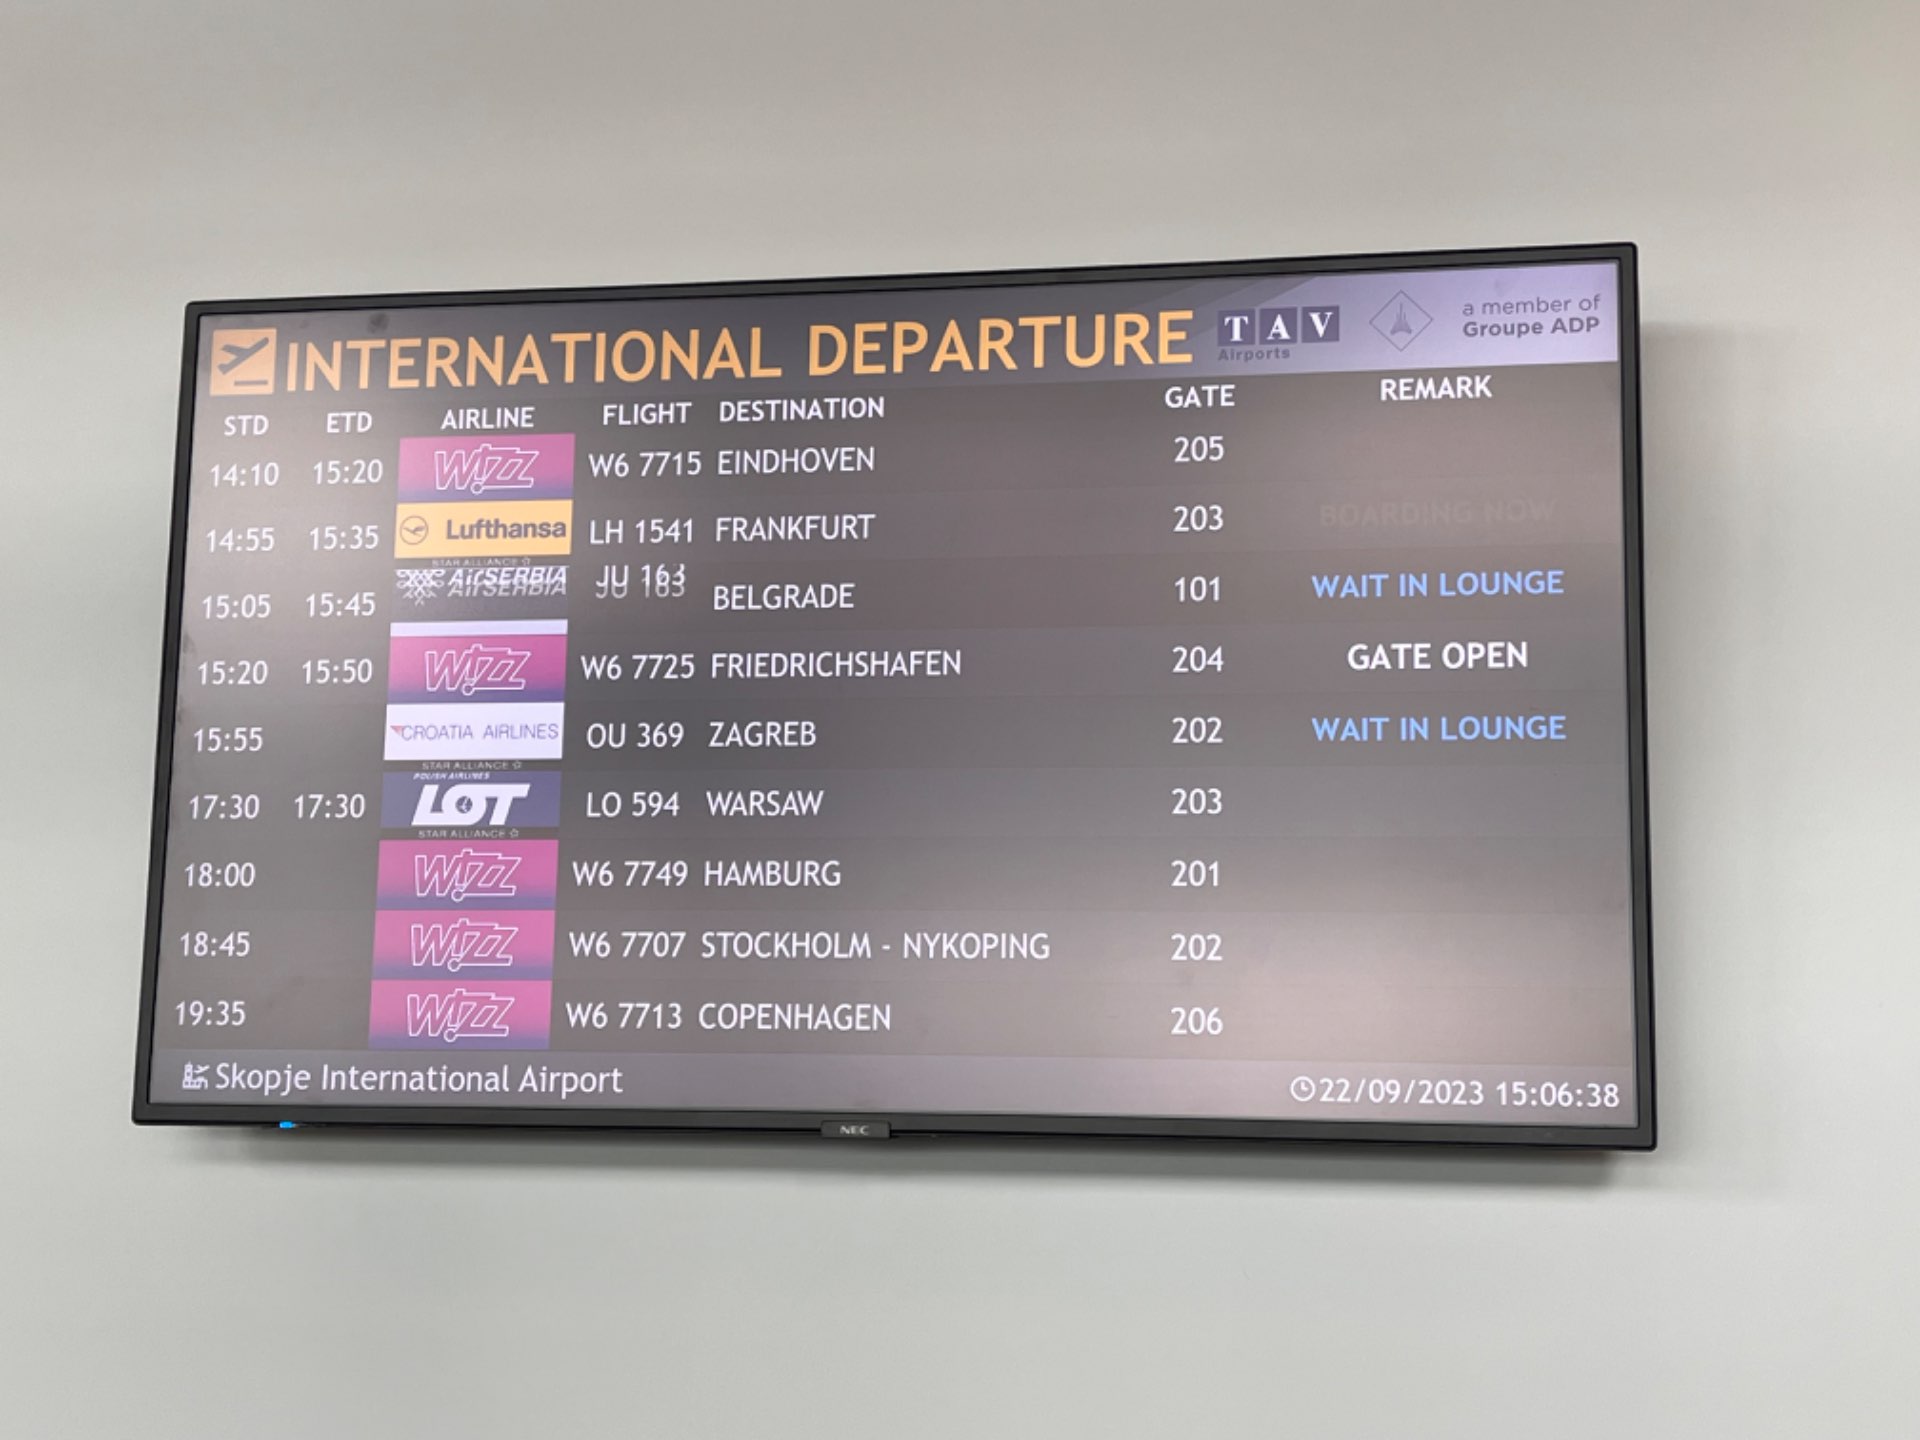 INTERNATIONAL DEPARTURE TAV Airports a member of Groupe ADP
STD ETD AIRLINE FLIGHT DESTINATION GATE REMARK
14:10 15:20 WIZZ W6 7715 EINDHOVEN 205
14:55 15:35 Lufthansa LH 1541 FRANKFURT 203 BOARDING NOW
STAR ALLIANCE
15:05 15:45 AirSERBIA JU 163 BELGRADE 101 WAIT IN LOUNGE
15:20 15:50 WIZZ W6 7725 FRIEDRICHSHAFEN 204 GATE OPEN
15:55 CROATIA AIRLINES OU 369 ZAGREB 202 WAIT IN LOUNGE
STAR ALLIANCE
POLISH AIRLINES
17:30 17:30 LOT LO 594 WARSAW 203
STAR ALLIANCE
18:00 WIZZ W6 7749 HAMBURG 201
18:45 WIZZ W6 7707 STOCKHOLM - NYKOPING 202
19:35 WIZZ W6 7713 COPENHAGEN 206
Skopje International Airport 22/09/2023 15:06:38
NEC